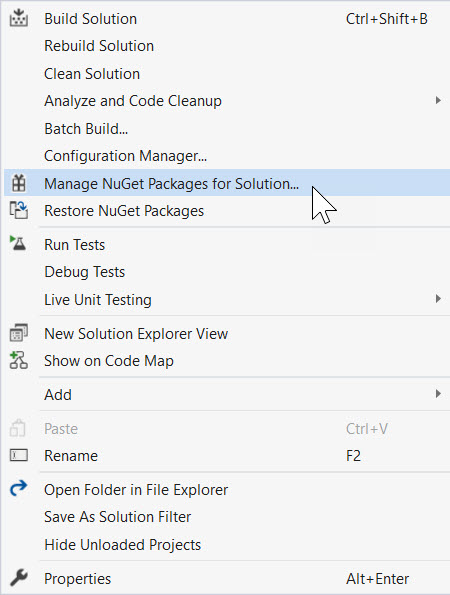 Build Solution Ctrl+Shift+B
Rebuild Solution
Clean Solution
Analyze and Code Cleanup
Batch Build...
Configuration Manager...
Manage NuGet Packages for Solution...
Restore NuGet Packages
Run Tests
Debug Tests
Live Unit Testing
New Solution Explorer View
Show on Code Map
Add
Paste Ctrl+V
Rename F2
Open Folder in File Explorer
Save As Solution Filter
Hide Unloaded Projects
Properties Alt+Enter